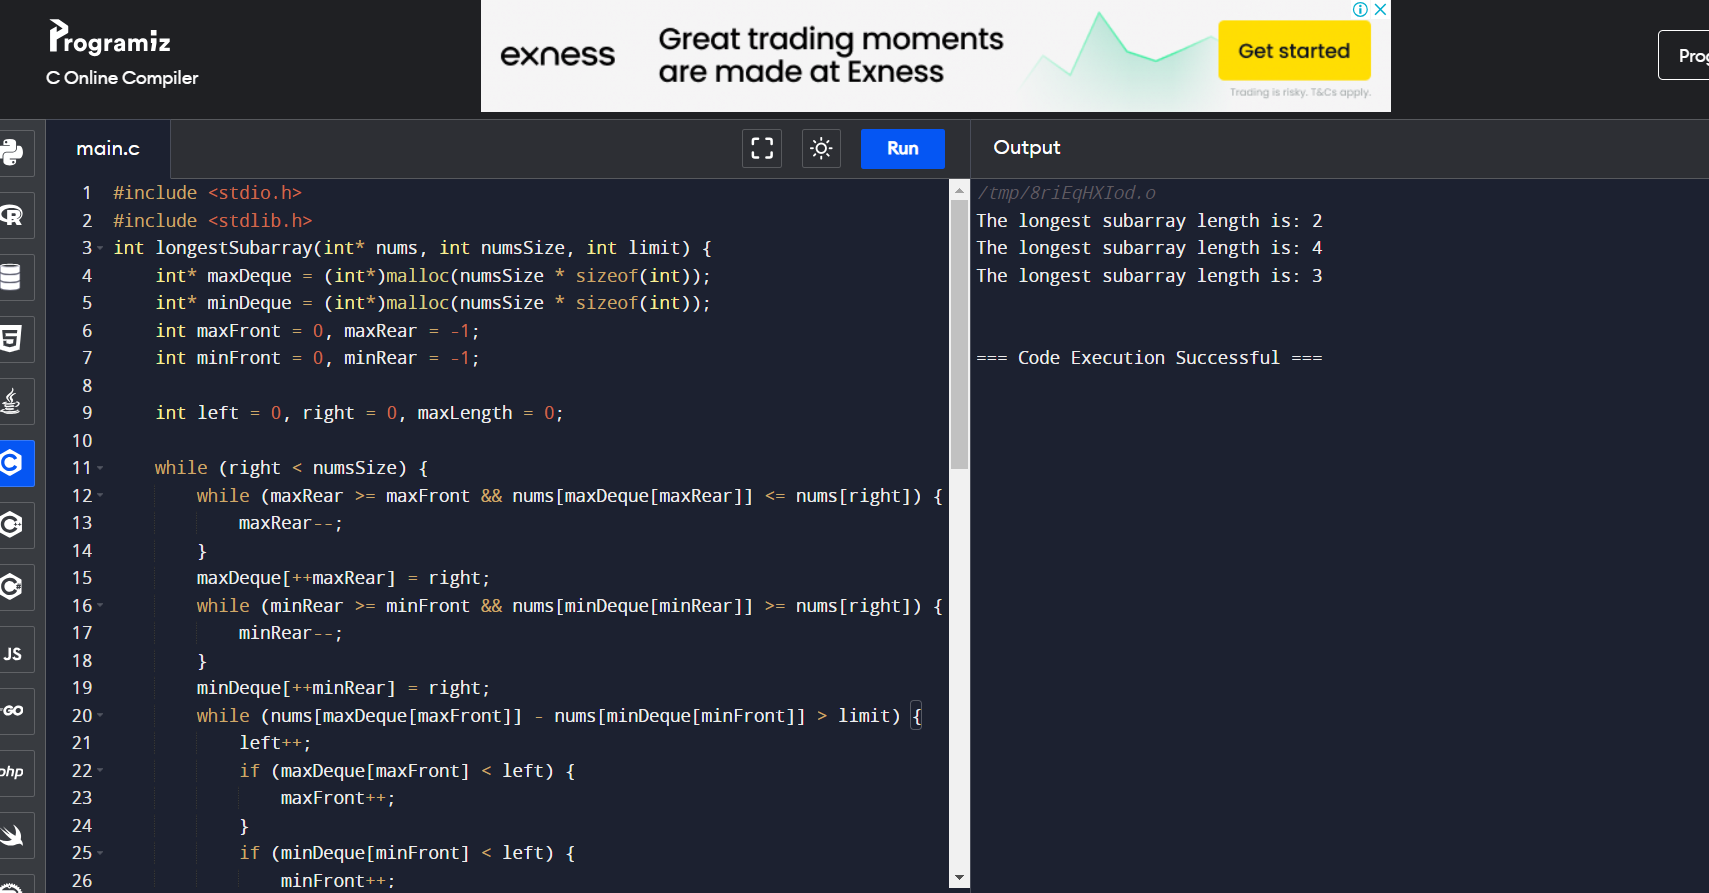 Programiz
C Online Compiler
exness
Great trading moments
are made at Exness
Get started
Trading is risky. T&Cs apply.
main.c
Run
Output
1 #include <stdio.h>
2 #include <stdlib.h>
3 int longestSubarray(int* nums, int numsSize, int limit) {
4 int* maxDeque = (int*)malloc(numsSize * sizeof(int));
5 int* minDeque = (int*)malloc(numsSize * sizeof(int));
6 int maxFront = 0, maxRear = -1;
7 int minFront = 0, minRear = -1;
8
9 int left = 0, right = 0, maxLength = 0;
10
11 while (right < numsSize) {
12 while (maxRear >= maxFront && nums[maxDeque[maxRear]] <= nums[right]) {
13 maxRear--;
14 }
15 maxDeque[++maxRear] = right;
16 while (minRear >= minFront && nums[minDeque[minRear]] >= nums[right]) {
17 minRear--;
18 }
19 minDeque[++minRear] = right;
20 while (nums[maxDeque[maxFront]] - nums[minDeque[minFront]] > limit) {
21 left++;
22 if (maxDeque[maxFront] < left) {
23 maxFront++;
24 }
25 if (minDeque[minFront] < left) {
26 minFront++;
/tmp/8riEqHXIod.o
The longest subarray length is: 2
The longest subarray length is: 4
The longest subarray length is: 3
=== Code Execution Successful ===
R
5
C
C++
C#
JS
GO
php